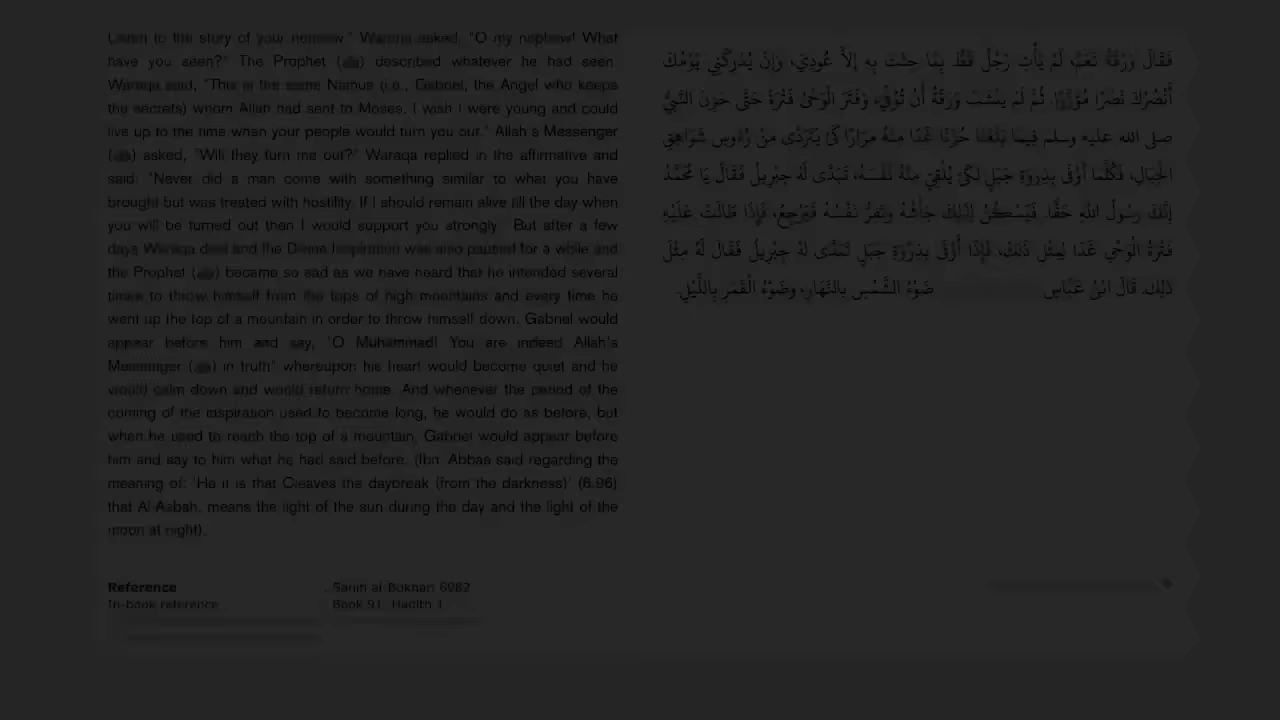 Listen to the story of your nephew." Waraqa asked, "O my nephew! What
have you seen?" The Prophet (ﷺ) described whatever he had seen.
Waraqa said, "This is the same Namus (i.e., Gabriel, the Angel who keeps
the secrets) whom Allah had sent to Moses. I wish I were young and could
live up to the time when your people would turn you out." Allah's Messenger
(ﷺ) asked, "Will they turn me out?" Waraqa replied in the affirmative and
said: "Never did a man come with something similar to what you have
brought but was treated with hostility. If I should remain alive till the day when
you will be turned out then I would support you strongly." But after a few
days Waraqa died and the Divine Inspiration was also paused for a while and
the Prophet (ﷺ) became so sad as we have heard that he intended several
times to throw himself from the tops of high mountains and every time he
went up the top of a mountain in order to throw himself down, Gabriel would
appear before him and say, "O Muhammad! You are indeed Allah's
Messenger (ﷺ) in truth" whereupon his heart would become quiet and he
would calm down and would return home. And whenever the period of the
coming of the inspiration used to become long, he would do as before, but
when he used to reach the top of a mountain, Gabriel would appear before
him and say to him what he had said before. (Ibn `Abbas said regarding the
meaning of: 'He it is that Cleaves the daybreak (from the darkness)' (6.96)
that Al-Asbah. means the light of the sun during the day and the light of the
moon at night).
فَقَالَ وَرَقَةُ نَعَمْ، لَمْ يَأْتِ رَجُلٌ قَطُّ بِمَا جِئْتَ بِهِ إِلاَّ عُودِيَ، وَإِنْ يُدْرِكْنِي يَوْمُكَ
أَنْصُرْكَ نَصْرًا مُؤَزَّرًا‏.‏ ثُمَّ لَمْ يَنْشَبْ وَرَقَةُ أَنْ تُوُفِّيَ، وَفَتَرَ الْوَحْىُ فَتْرَةً حَتَّى حَزِنَ النَّبِيُّ
صلى الله عليه وسلم فِيمَا بَلَغَنَا حُزْنًا غَدَا مِنْهُ مِرَارًا كَىْ يَتَرَدَّى مِنْ رُءُوسِ شَوَاهِقِ
الْجِبَالِ، فَكُلَّمَا أَوْفَى بِذِرْوَةِ جَبَلٍ لِكَىْ يُلْقِيَ مِنْهُ نَفْسَهُ، تَبَدَّى لَهُ جِبْرِيلُ فَقَالَ يَا مُحَمَّدُ
إِنَّكَ رَسُولُ اللَّهِ حَقًّا‏.‏ فَيَسْكُنُ لِذَلِكَ جَأْشُهُ وَتَقِرُّ نَفْسُهُ فَيَرْجِعُ، فَإِذَا طَالَتْ عَلَيْهِ
فَتْرَةُ الْوَحْىِ غَدَا لِمِثْلِ ذَلِكَ، فَإِذَا أَوْفَى بِذِرْوَةِ جَبَلٍ تَبَدَّى لَهُ جِبْرِيلُ فَقَالَ لَهُ مِثْلَ
ذَلِكَ‏.‏ قَالَ ابْنُ عَبَّاسٍ ضَوْءُ الشَّمْسِ بِالنَّهَارِ، وَضَوْءُ الْقَمَرِ بِاللَّيْلِ‏.‏
Reference : Sahih al-Bukhari 6982
In-book reference : Book 91, Hadith 1